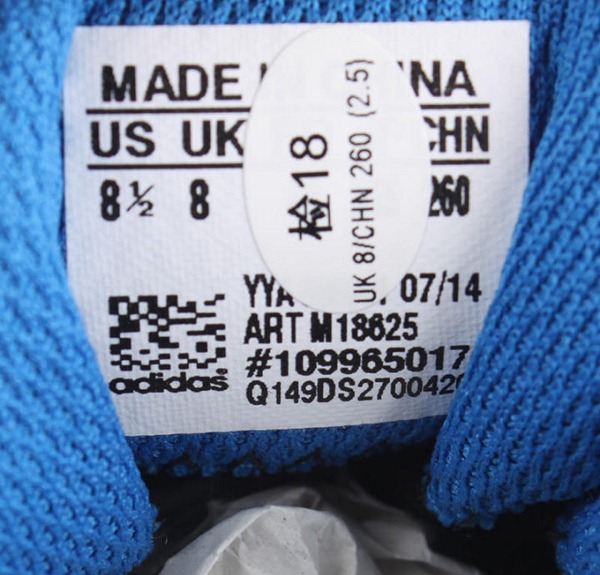 MADE
US UK CHN
8½ 8 260
检18
UK 8/CHN 260 (2.5)
07/14
ART M18625
#109965017
adidas